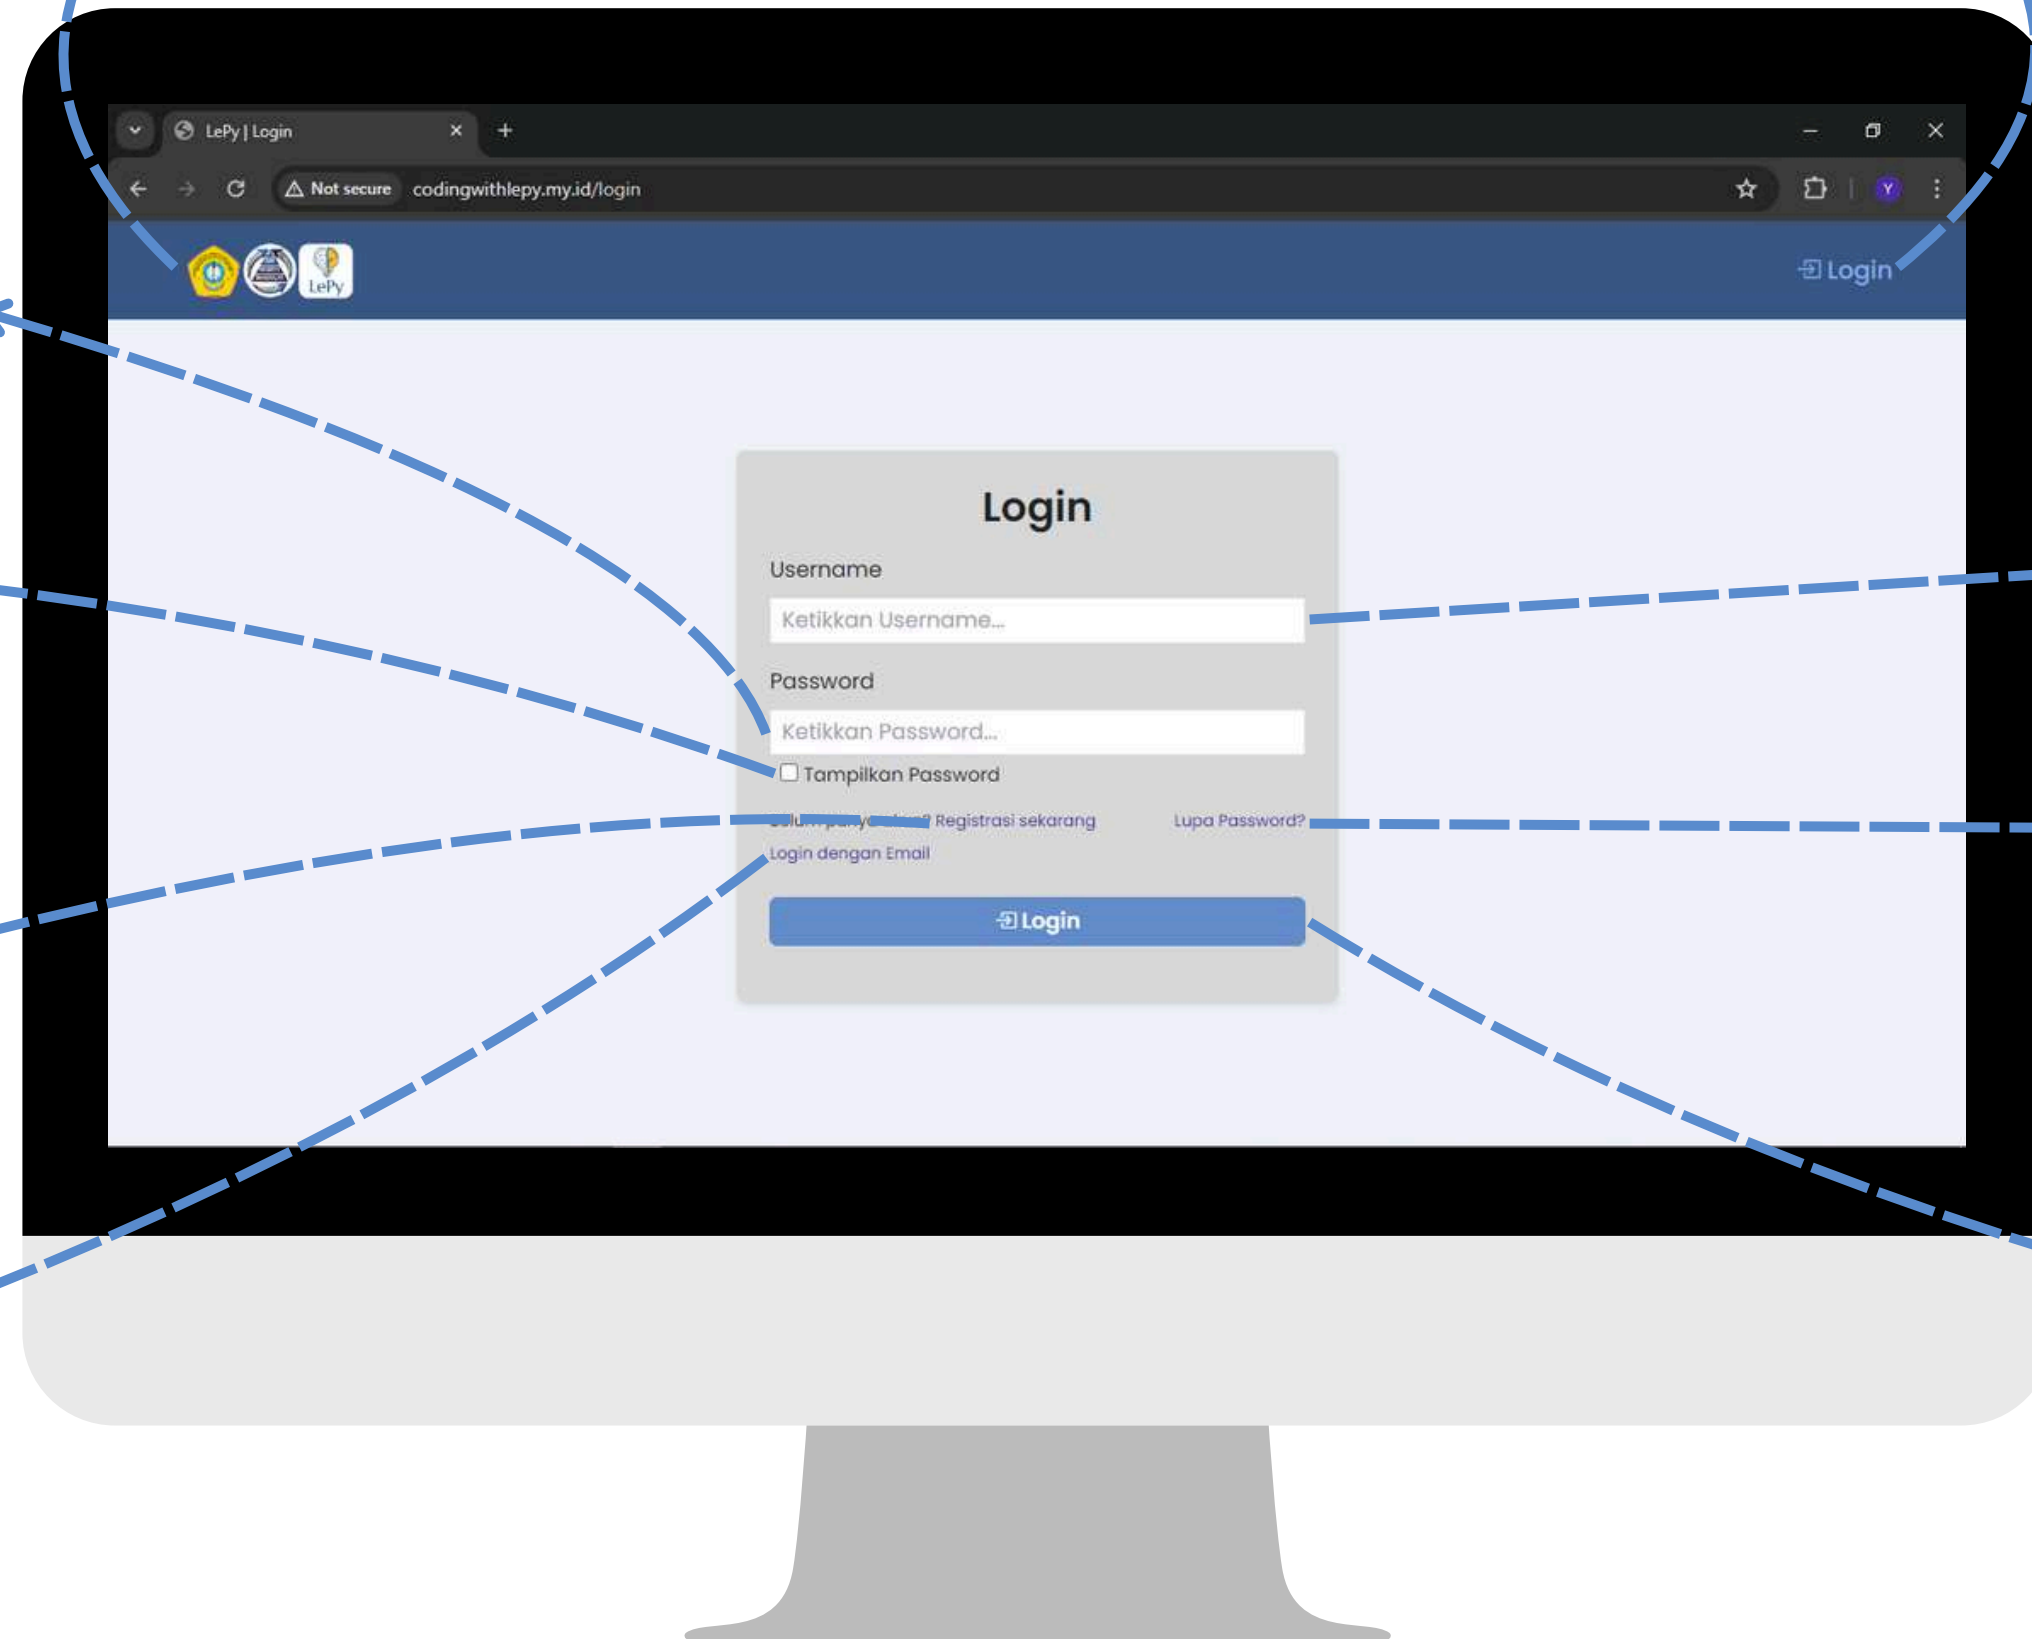 LePy | Login
Not secure codingwithlepy.my.id/login
Y
LePy
Login
Login
Username
Ketikkan Username...
Password
Ketikkan Password...
Tampilkan Password
Registrasi sekarang Lupa Password?
Login dengan Email
Login